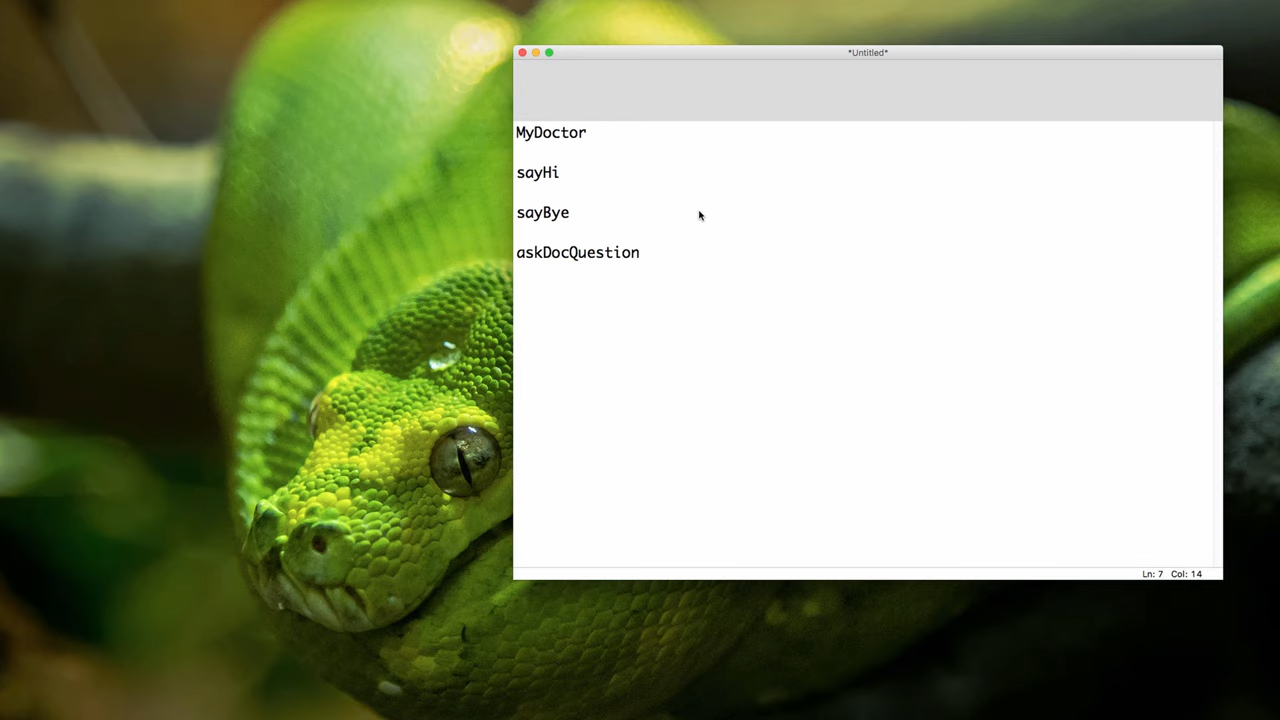 *Untitled*
MyDoctor
sayHi
sayBye
askDocQuestion
Ln: 7 Col: 14